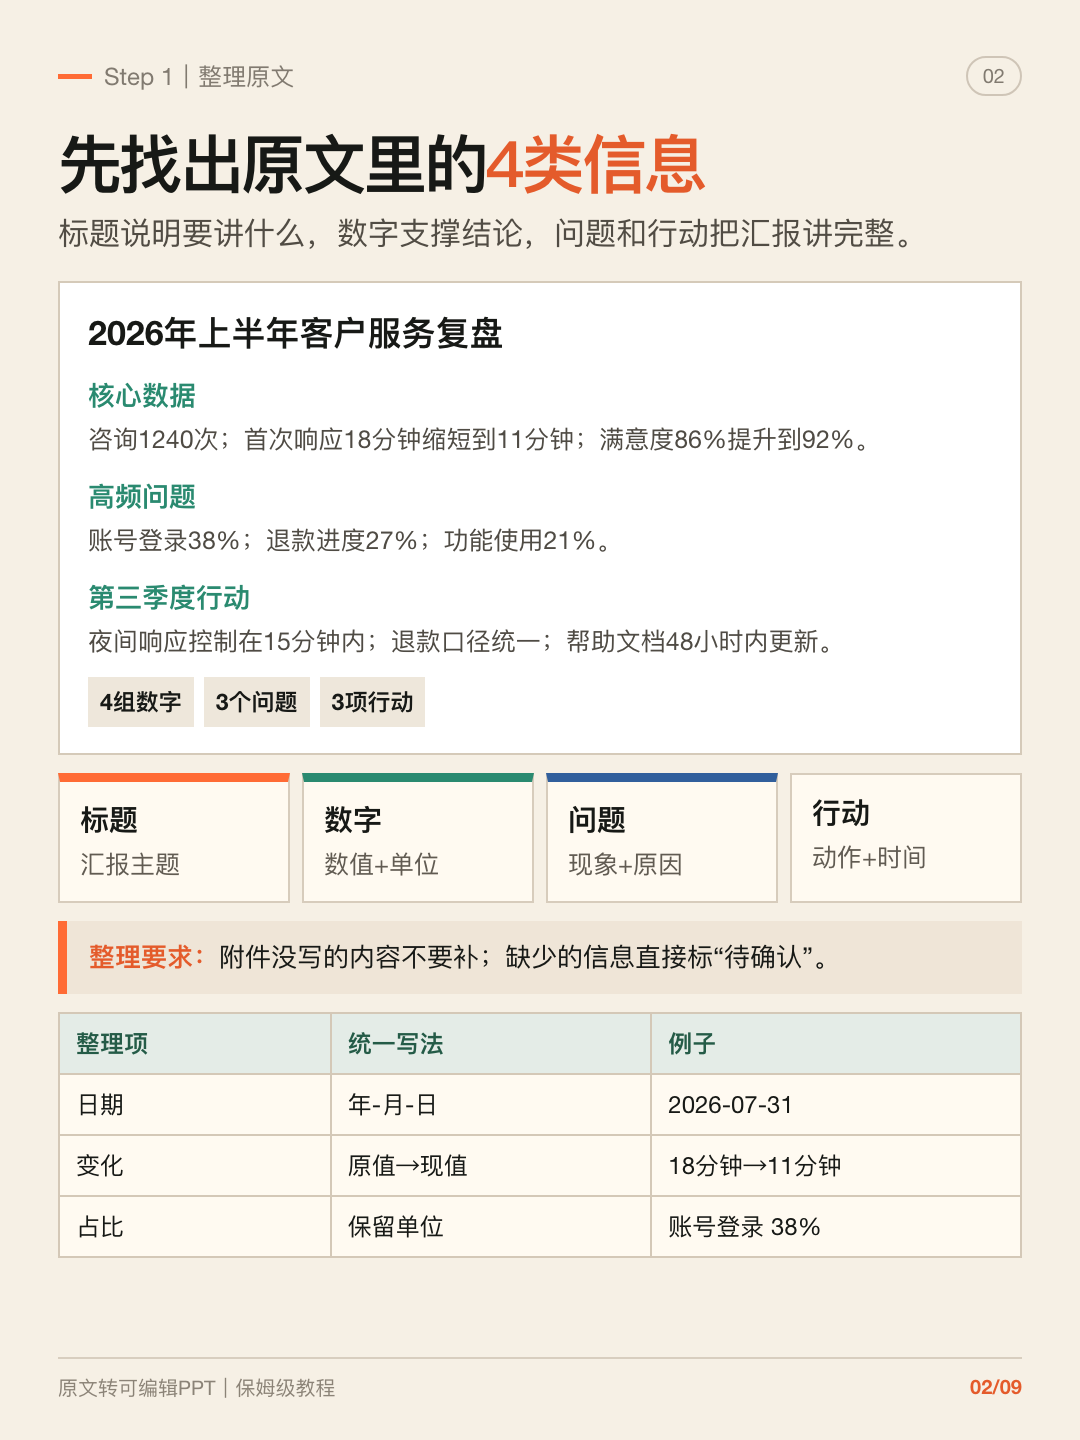 Step 1｜整理原文
02
先找出原文里的4类信息
标题说明要讲什么，数字支撑结论，问题和行动把汇报讲完整。
2026年上半年客户服务复盘
核心数据
咨询1240次；首次响应18分钟缩短到11分钟；满意度86%提升到92%。
高频问题
账号登录38%；退款进度27%；功能使用21%。
第三季度行动
夜间响应控制在15分钟内；退款口径统一；帮助文档48小时内更新。
4组数字 3个问题 3项行动
标题
汇报主题
数字
数值+单位
问题
现象+原因
行动
动作+时间
整理要求：附件没写的内容不要补；缺少的信息直接标“待确认”。
整理项 统一写法 例子
日期 年-月-日 2026-07-31
变化 原值→现值 18分钟→11分钟
占比 保留单位 账号登录 38%
原文转可编辑PPT｜保姆级教程
02/09